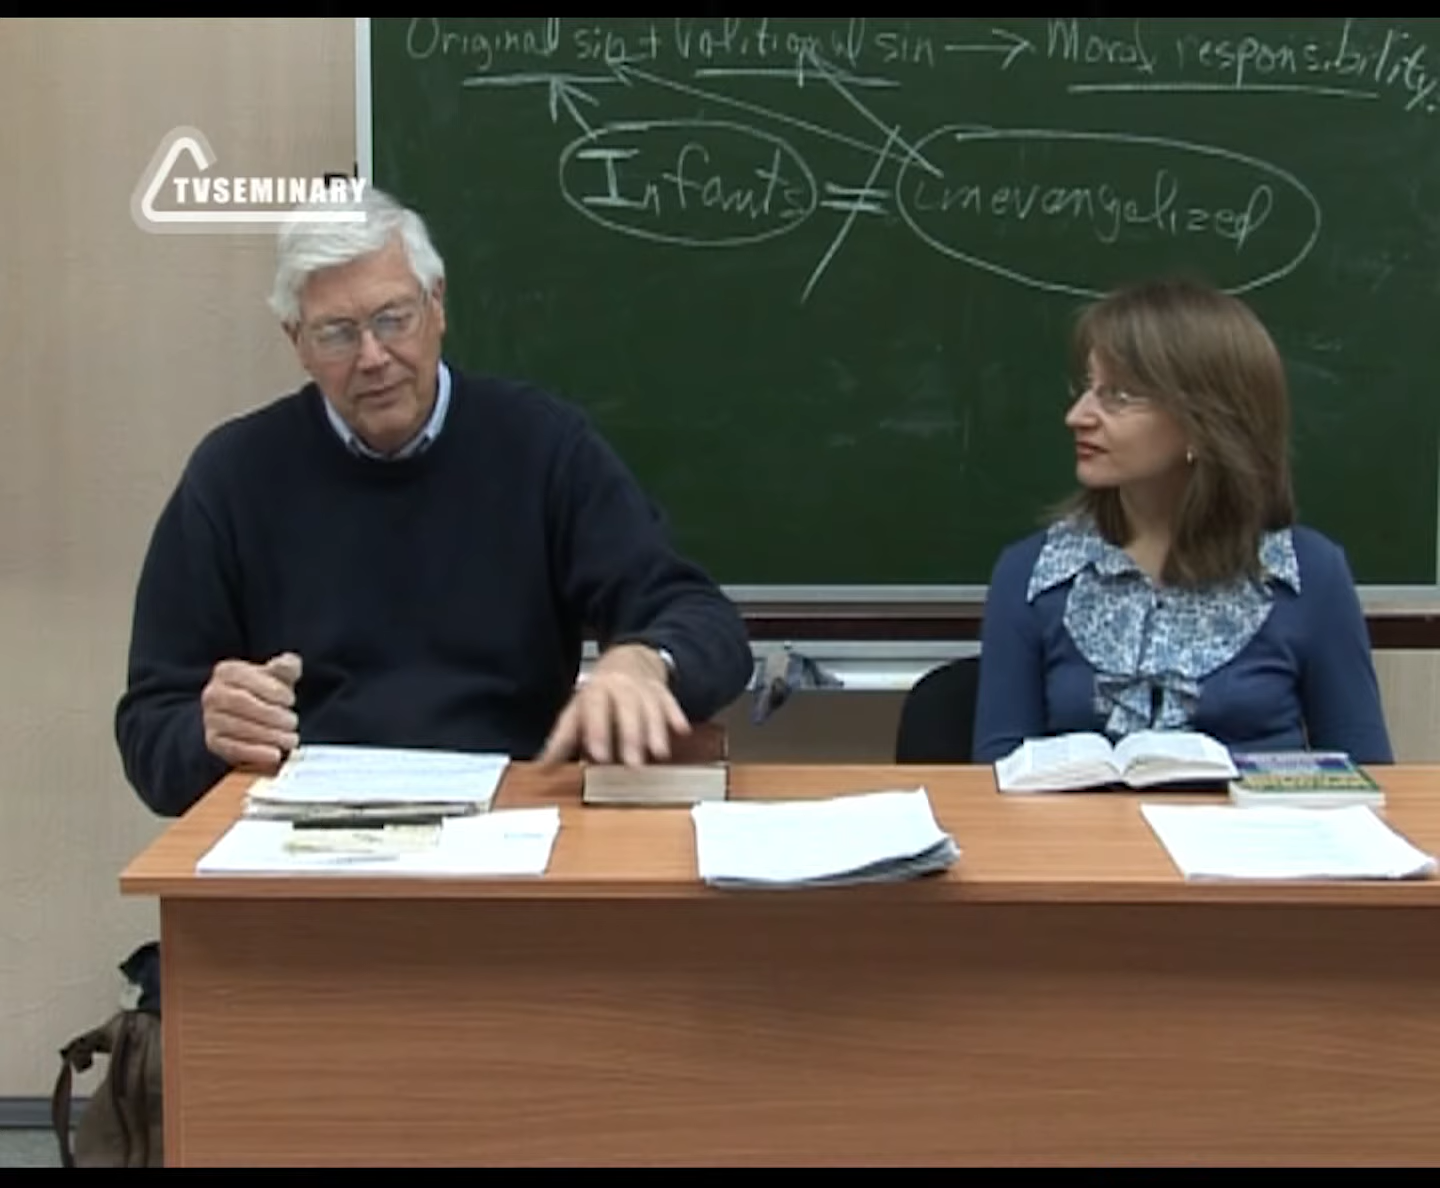 Original sin + Volitional sin → Moral responsibility.
TVSEMINARY
Infants ≠ unevangelized